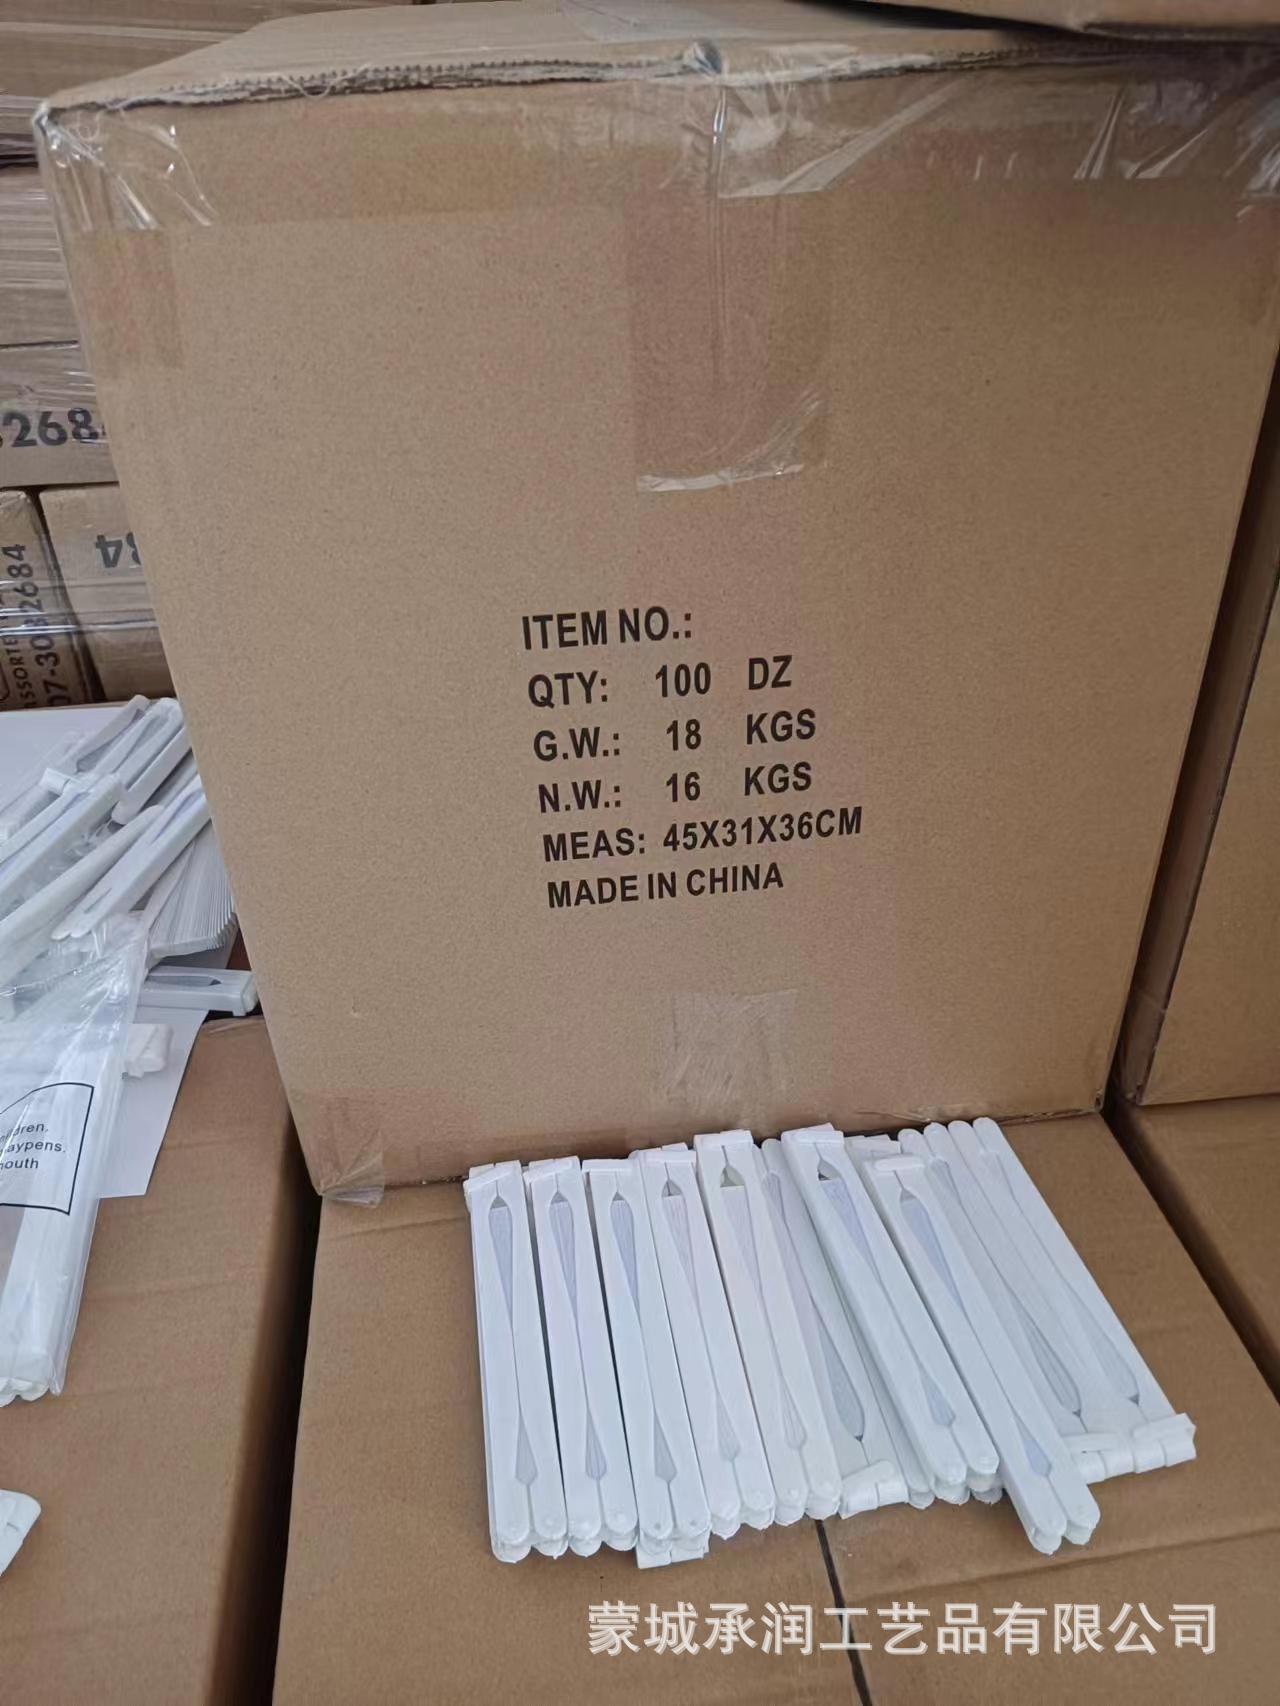 ITEM NO.:
QTY: 100 DZ
G.W.: 18 KGS
N.W.: 16 KGS
MEAS: 45X31X36CM
MADE IN CHINA
2684
蒙城承润工艺品有限公司